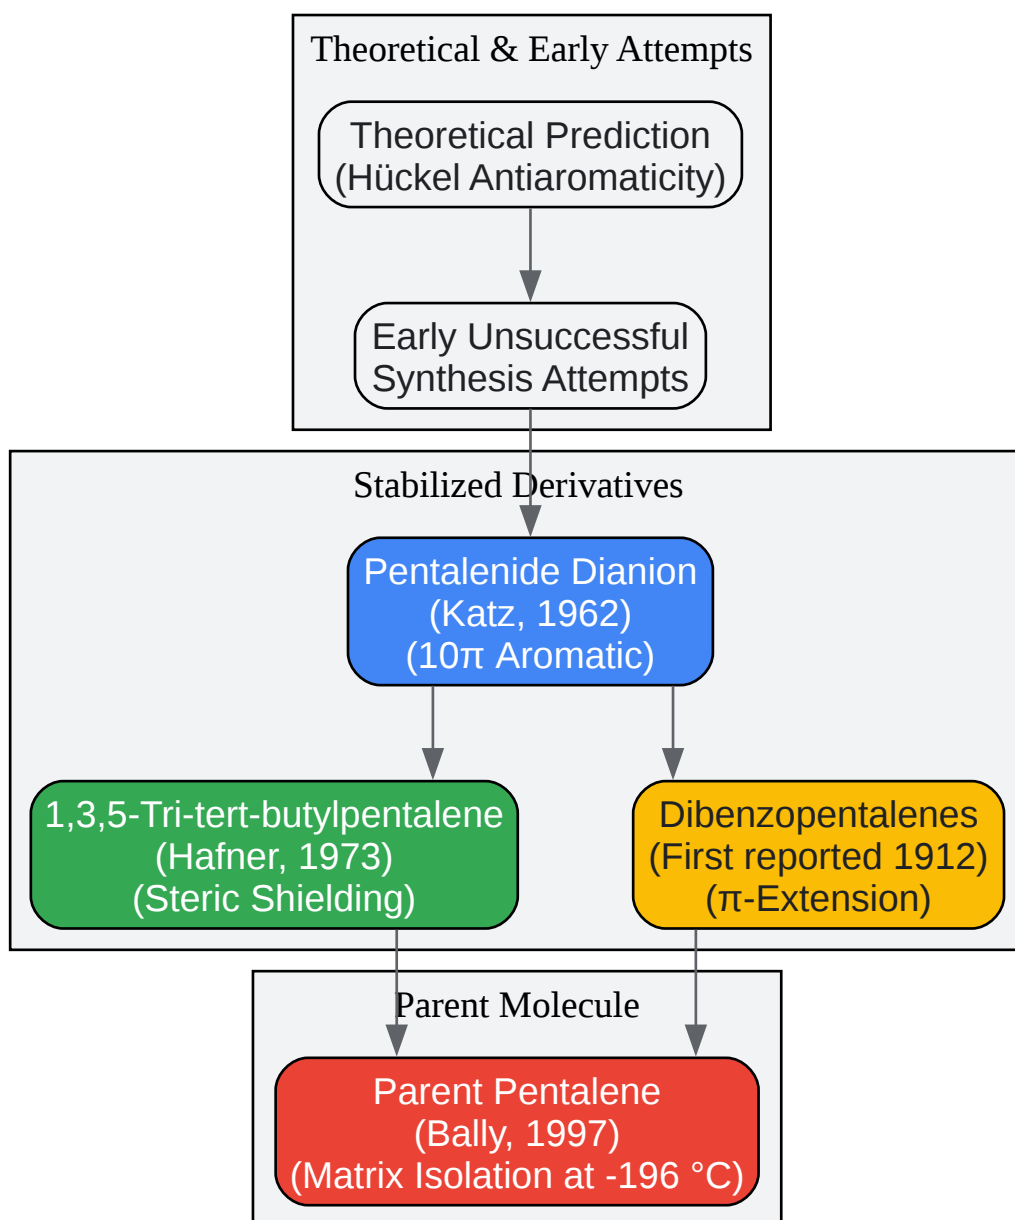 Theoretical & Early Attempts
Theoretical Prediction
(Hückel Antiaromaticity)
Early Unsuccessful
Synthesis Attempts
Stabilized Derivatives
Pentalenide Dianion
(Katz, 1962)
(10π Aromatic)
1,3,5-Tri-tert-butylpentalene
(Hafner, 1973)
(Steric Shielding)
Dibenzopentalenes
(First reported 1912)
(π-Extension)
Parent Molecule
Parent Pentalene
(Bally, 1997)
(Matrix Isolation at -196 °C)